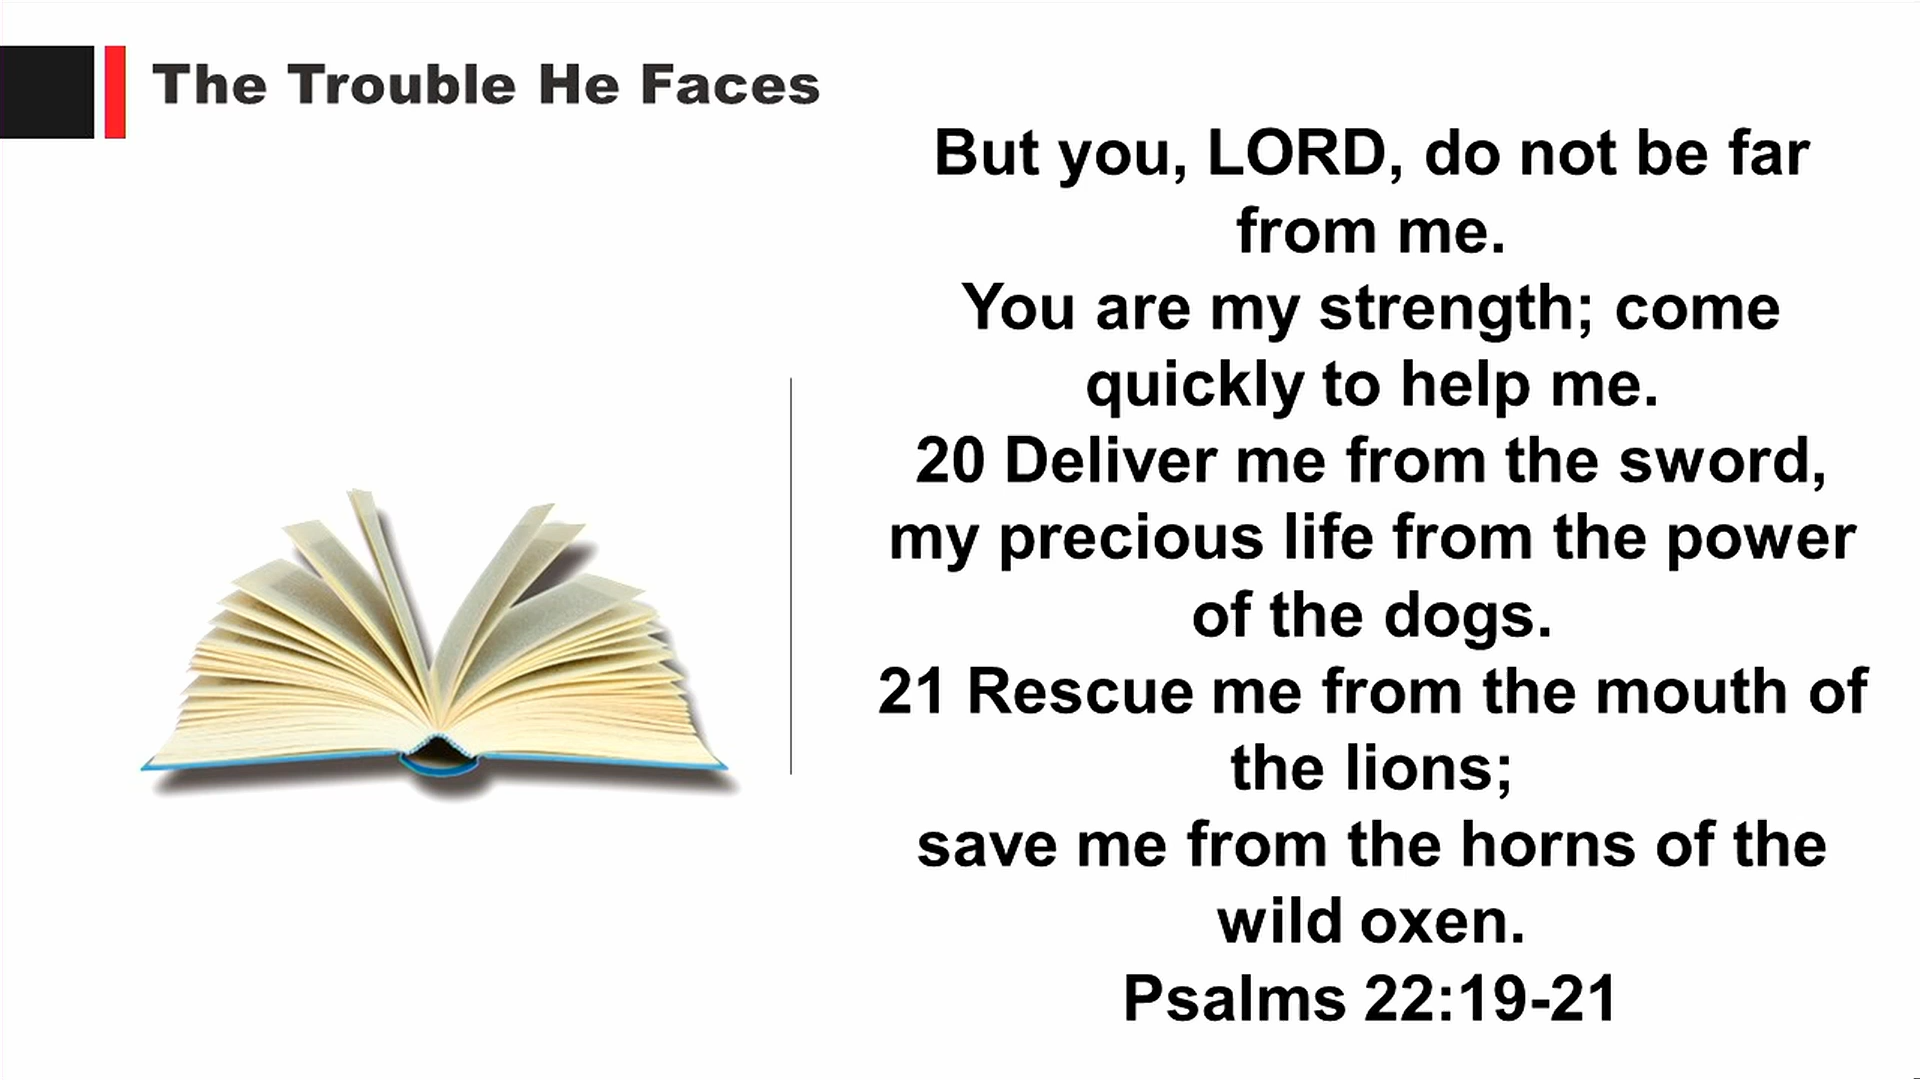 The Trouble He Faces
But you, LORD, do not be far
from me.
You are my strength; come
quickly to help me.
20 Deliver me from the sword,
my precious life from the power
of the dogs.
21 Rescue me from the mouth of
the lions;
save me from the horns of the
wild oxen.
Psalms 22:19-21